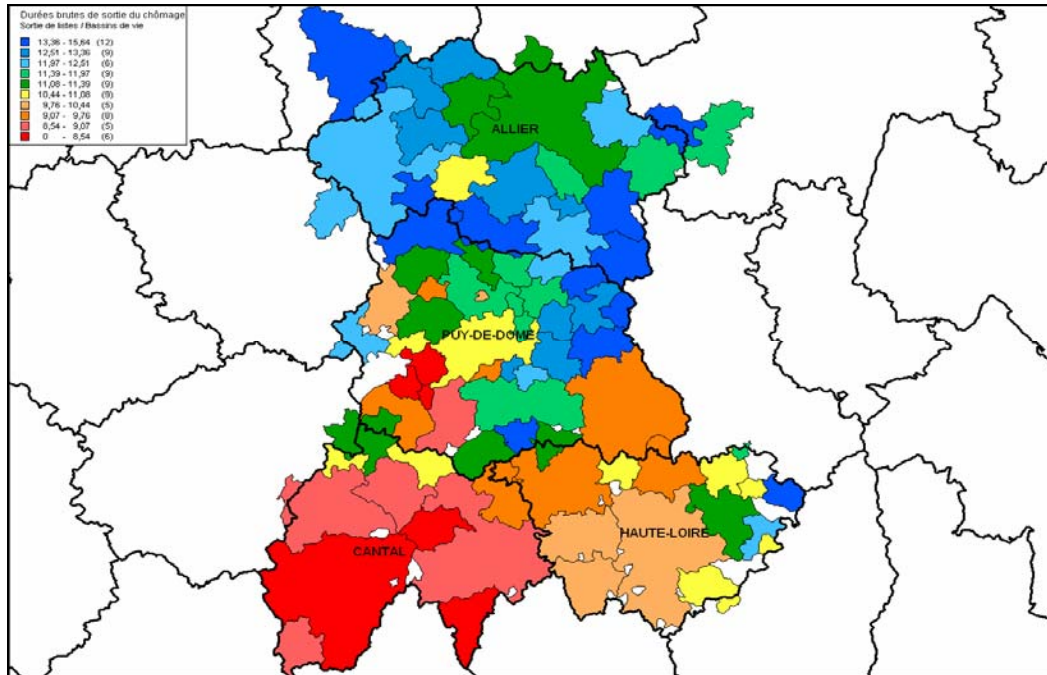 Durées brutes de sortie du chômage
Sortie de listes / Bassins de vie
13,36 - 15,64 (12)
12,51 - 13,36 (9)
11,97 - 12,51 (6)
11,39 - 11,97 (9)
11,08 - 11,39 (9)
10,44 - 11,08 (9)
9,76 - 10,44 (5)
9,07 - 9,76 (8)
8,54 - 9,07 (5)
0 - 8,54 (6)
ALLIER
PUY-DE-DOME
HAUTE-LOIRE
CANTAL